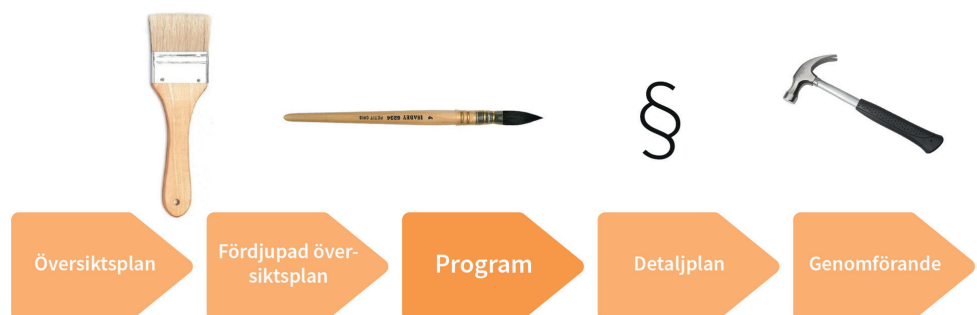 §
Översiktsplan
Fördjupad över-
siktsplan
Program
Detaljplan
Genomförande